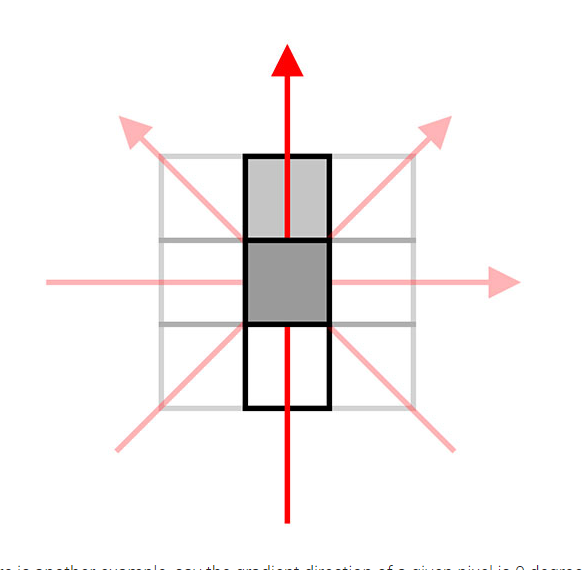 is another example, say the gradient direction of a given pixel is 0